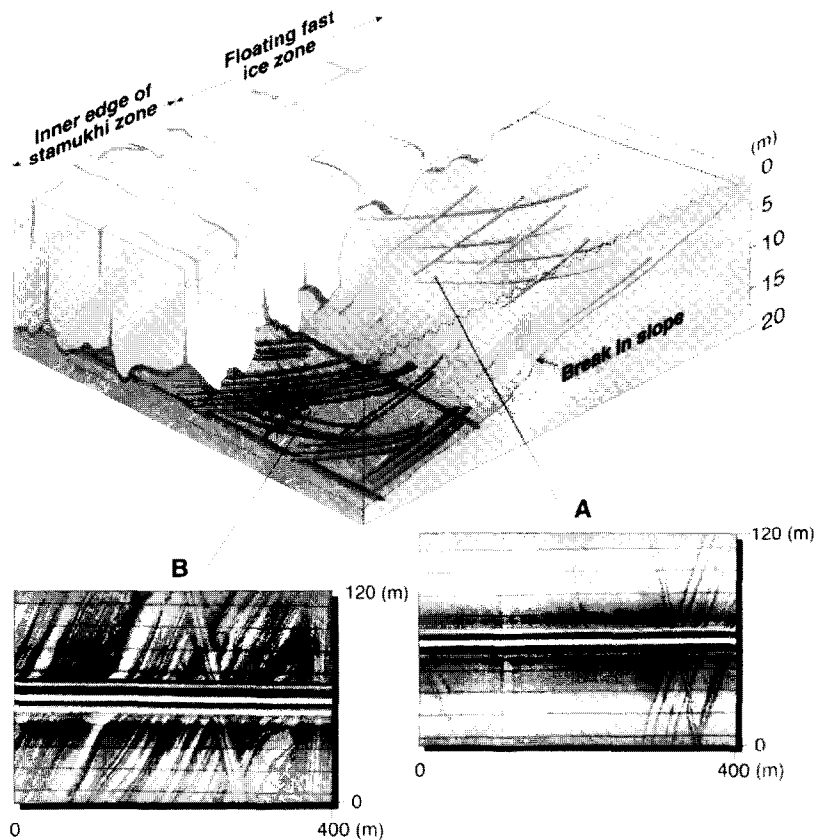 Floating fast
ice zone
Inner edge of
stamukhi zone
(m)
0
5
10
15
20
Break in slope
A
B
120 (m)
0
0
400 (m)
120 (m)
0
0
400 (m)